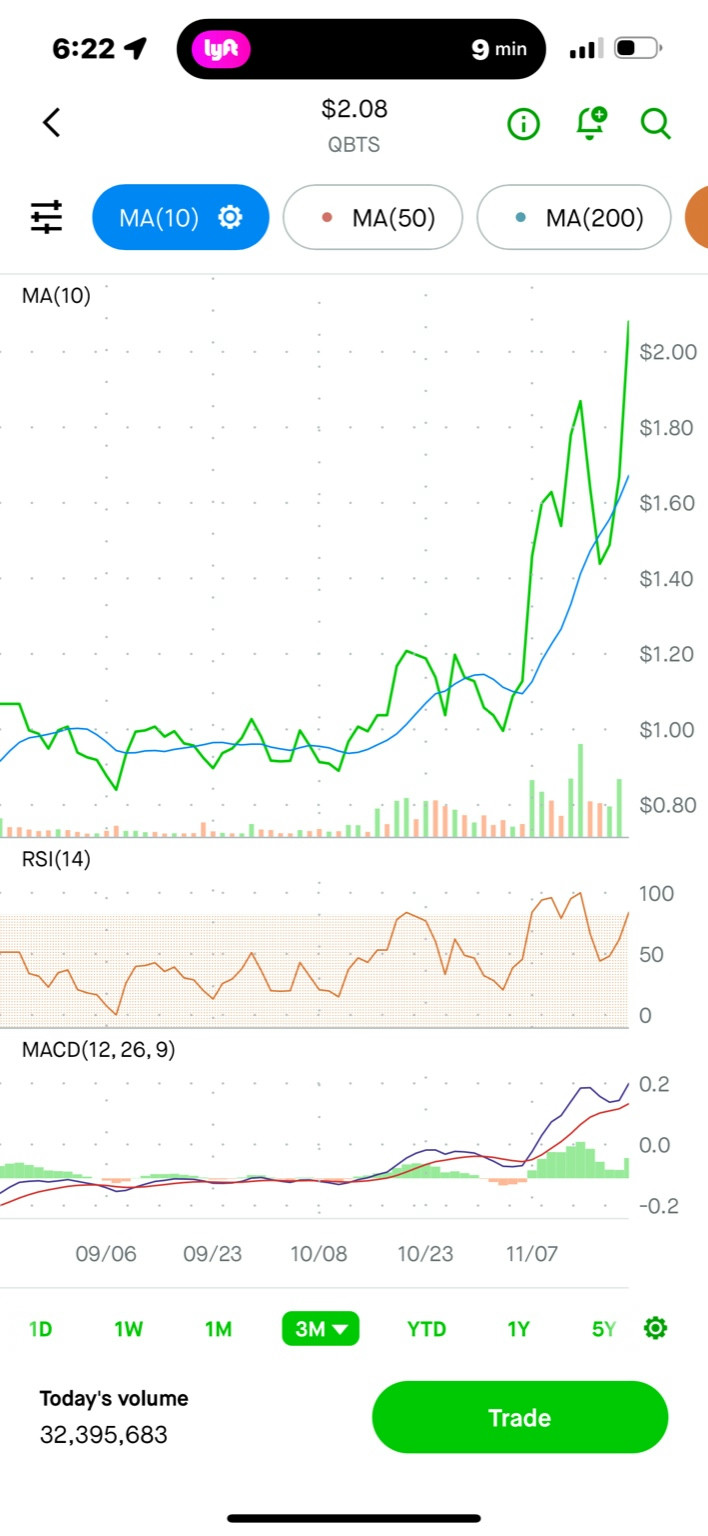 6:22 lyft 9 min
$2.08
QBTS
MA(10) MA(50) MA(200)
MA(10)
$2.00
$1.80
$1.60
$1.40
$1.20
$1.00
$0.80
RSI(14)
100
50
0
MACD(12, 26, 9)
0.2
0.0
-0.2
09/06 09/23 10/08 10/23 11/07
1D 1W 1M 3M YTD 1Y 5Y
Today's volume
32,395,683
Trade